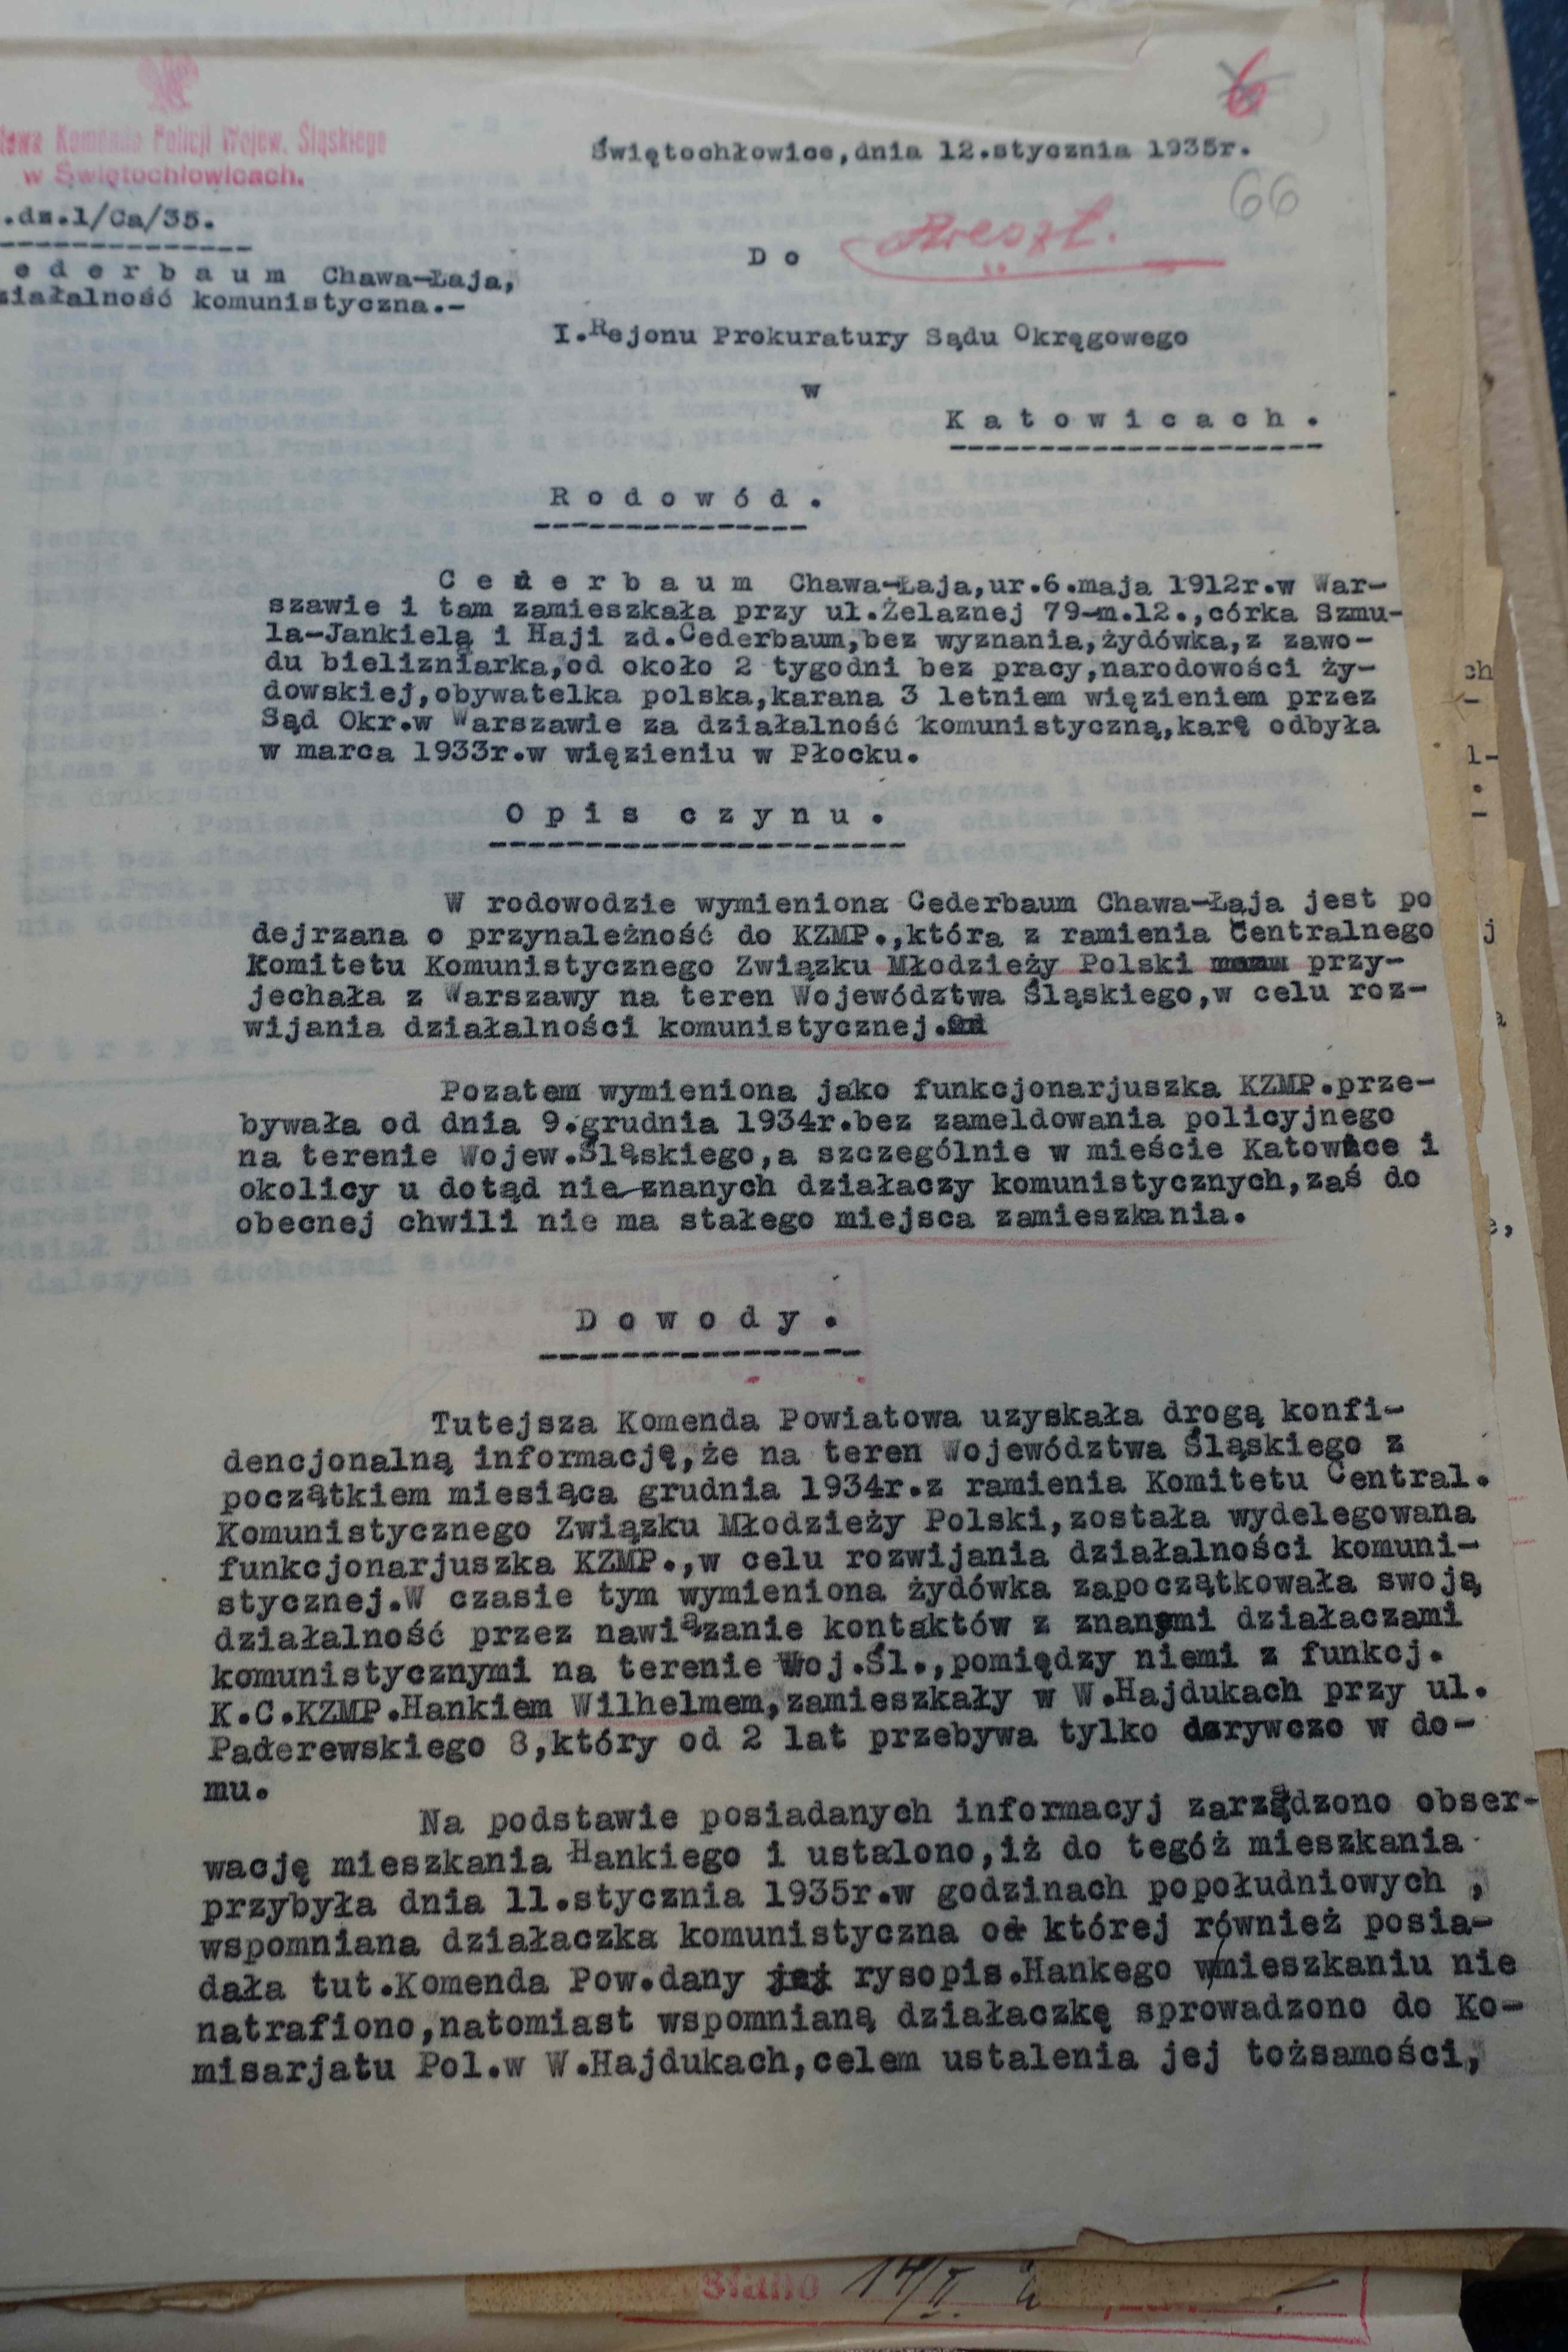 6
Komenda Policji Wojew. Śląskiego
w Świętochłowicach.
Świętochłowice,dnia 12.stycznia 1935r.
66
.dz.1/Ca/35.
Areszt.
D o
e d e r b a u m Chawa-Łaja,
ziałalność komunistyczna.-
I.Rejonu Prokuratury Sądu Okręgowego
w
K a t o w i c a c h .
R o d o w ó d .
C e d e r b a u m Chawa-Łaja,ur.6.maja 1912r.w War-
szawie i tam zamieszkała przy ul.Żelaznej 79-m.12.,córka Szmu-
la-Jankielą i Haji zd.Cederbaum,bez wyznania,żydówka,z zawo-
du bielizniarka,od około 2 tygodni bez pracy,narodowości ży-
dowskiej,obywatelka polska,karana 3 letniem więzieniem przez
Sąd Okr.w Warszawie za działalność komunistyczną,karę odbyła
w marca 1933r.w więzieniu w Płocku.
O p i s c z y n u .
W rodowodzie wymieniona Cederbaum Chawa-Łaja jest po
dejrzana o przynależność do KZMP.,która z ramienia Centralnego
Komitetu Komunistycznego Związku Młodzieży Polski przy-
jechała z Warszawy na teren Województwa Śląskiego,w celu roz-
wijania działalności komunistycznej.
Pozatem wymieniona jako funkcjonarjuszka KZMP.prze-
bywała od dnia 9.grudnia 1934r.bez zameldowania policyjnego
na terenie Wojew.Śląskiego,a szczególnie w mieście Katowice i
okolicy u dotąd nie znanych działaczy komunistycznych,zaś do
obecnej chwili nie ma stałego miejsca zamieszkania.
D o w o d y .
Tutejsza Komenda Powiatowa uzyskała drogą konfi-
dencjonalną informację,że na teren Województwa Śląskiego z
początkiem miesiąca grudnia 1934r.z ramienia Komitetu Central.
Komunistycznego Związku Młodzieży Polski,została wydelegowana
funkcjonarjuszka KZMP.,w celu rozwijania działalności komuni-
stycznej.W czasie tym wymieniona żydówka zapoczątkowała swoją
działalność przez nawiązanie kontaktów z znanymi działaczami
komunistycznymi na terenie Woj.Śl.,pomiędzy niemi z funkcj.
K.C.KZMP.Hankiem Wilhelmem,zamieszkały w W.Hajdukach przy ul.
Paderewskiego 8,który od 2 lat przebywa tylko dorywczo w do-
mu.
Na podstawie posiadanych informacyj zarządzono obser-
wację mieszkania Hankiego i ustalono,iż do tegóż mieszkania
przybyła dnia 11.stycznia 1935r.w godzinach popołudniowych ,
wspomniana działaczka komunistyczna od której również posia-
dała tut.Komenda Pow.dany jej rysopis.Hankego w/mieszkaniu nie
natrafiono,natomiast wspomnianą działaczkę sprowadzono do Ko-
misarjatu Pol.w W.Hajdukach,celem ustalenia jej tożsamości,